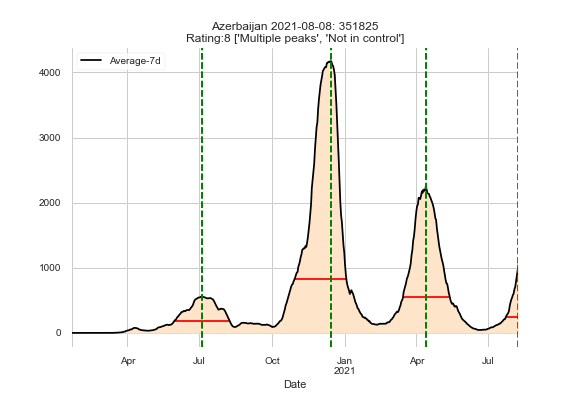 Azerbaijan 2021-08-08: 351825
Rating:8 ['Multiple peaks', 'Not in control']
Average-7d
4000
3000
2000
1000
0
Apr Jul Oct Jan Apr Jul
2021
Date